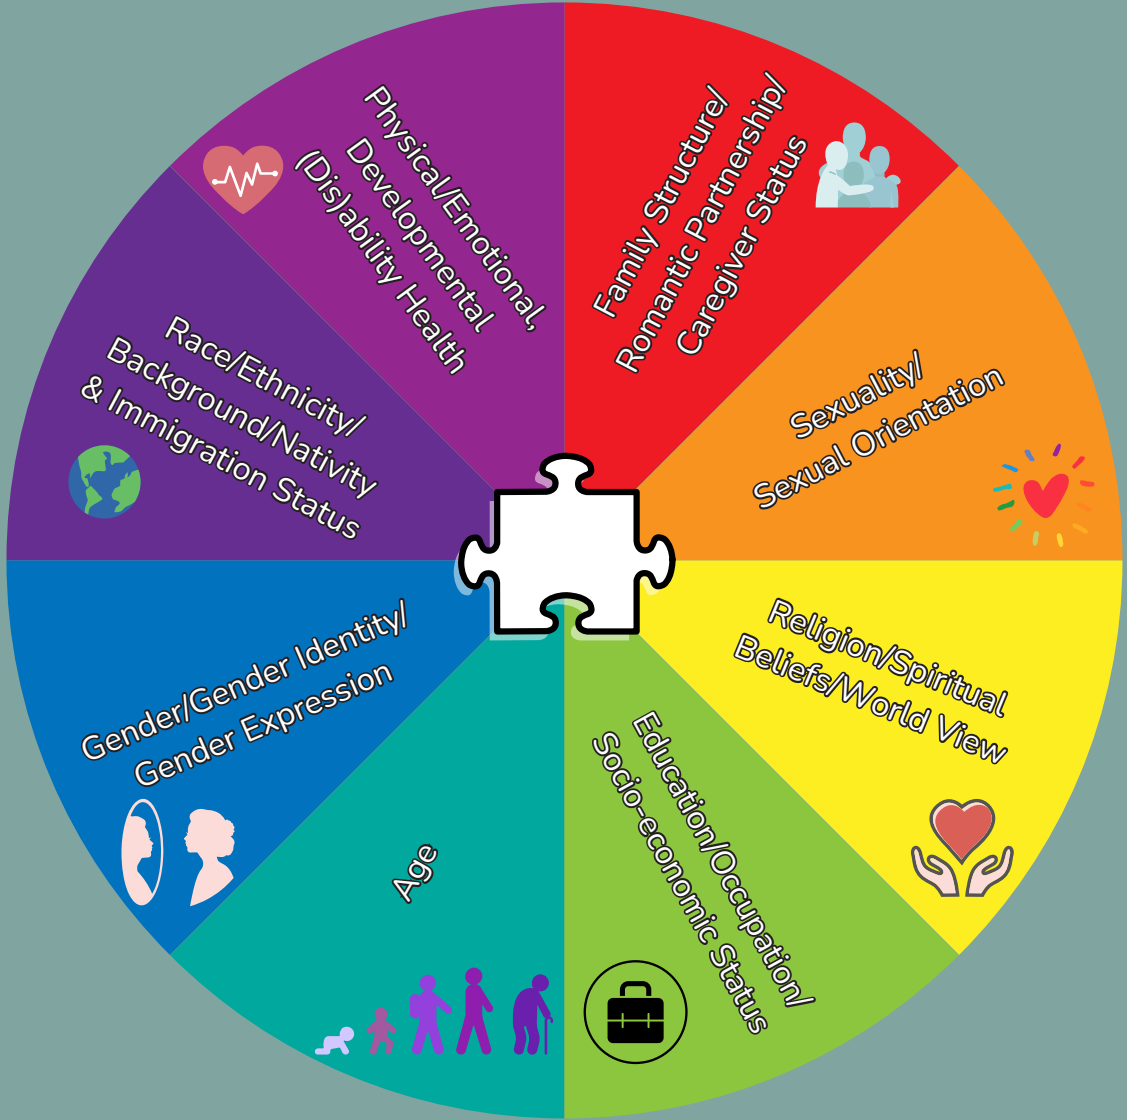 Family Structure/
Romantic Partnership/
Caregiver Status
Sexuality/
Sexual Orientation
Religion/Spiritual
Beliefs/World View
Education/Occupation/
Socio-economic Status
Age
Gender/Gender Identity/
Gender Expression
Race/Ethnicity/
Background/Nativity
& Immigration Status
Physical/Emotional,
Developmental
(Dis)ability Health